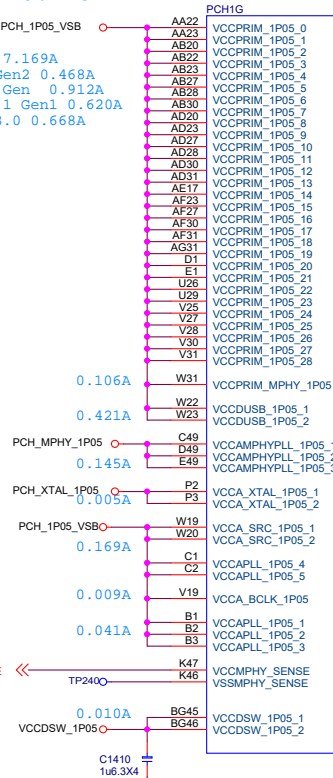 PCH1G
PCH_1P05_VSB
AA22 VCCPRIM_1P05_0
AA23 VCCPRIM_1P05_1
AB20 VCCPRIM_1P05_2
7.169A AB22 VCCPRIM_1P05_3
Gen2 0.468A AB23 VCCPRIM_1P05_4
Gen 0.912A AB27 VCCPRIM_1P05_5
AB28 VCCPRIM_1P05_6
1 Gen1 0.620A AB30 VCCPRIM_1P05_7
.0 0.668A AD20 VCCPRIM_1P05_8
AD23 VCCPRIM_1P05_9
AD27 VCCPRIM_1P05_10
AD28 VCCPRIM_1P05_11
AD30 VCCPRIM_1P05_12
AD31 VCCPRIM_1P05_13
AE17 VCCPRIM_1P05_14
AF23 VCCPRIM_1P05_15
AF27 VCCPRIM_1P05_16
AF30 VCCPRIM_1P05_17
AF31 VCCPRIM_1P05_18
AG31 VCCPRIM_1P05_19
D1 VCCPRIM_1P05_20
E1 VCCPRIM_1P05_21
U26 VCCPRIM_1P05_22
U29 VCCPRIM_1P05_23
V25 VCCPRIM_1P05_24
V27 VCCPRIM_1P05_25
V28 VCCPRIM_1P05_26
V30 VCCPRIM_1P05_27
V31 VCCPRIM_1P05_28
0.106A W31 VCCPRIM_MPHY_1P05
W22 VCCDUSB_1P05_1
0.421A W23 VCCDUSB_1P05_2
PCH_MPHY_1P05 C49 VCCAMPHYPLL_1P05_1
D49 VCCAMPHYPLL_1P05_2
0.145A E49 VCCAMPHYPLL_1P05_3
PCH_XTAL_1P05 P2 VCCA_XTAL_1P05_1
0.005A P3 VCCA_XTAL_1P05_2
PCH_1P05_VSB W19 VCCA_SRC_1P05_1
W20 VCCA_SRC_1P05_2
0.169A
C1 VCCAPLL_1P05_4
C2 VCCAPLL_1P05_5
0.009A V19 VCCA_BCLK_1P05
B1 VCCAPLL_1P05_1
0.041A B2 VCCAPLL_1P05_2
B3 VCCAPLL_1P05_3
K47 VCCMPHY_SENSE
TP240 K46 VSSMPHY_SENSE
0.010A BG45 VCCDSW_1P05_1
VCCDSW_1P05 BG46 VCCDSW_1P05_2
C1410
1u6.3X4